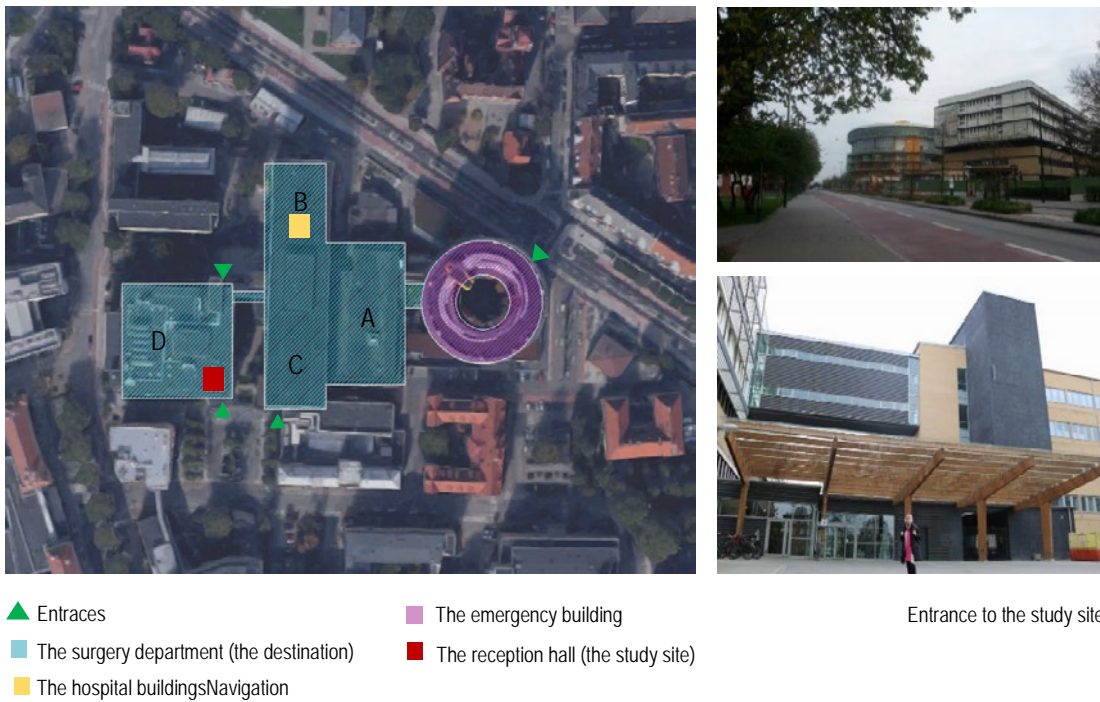 B
A
D
C
Entraces
The surgery department (the destination)
The hospital buildingsNavigation
The emergency building
The reception hall (the study site)
Entrance to the study site